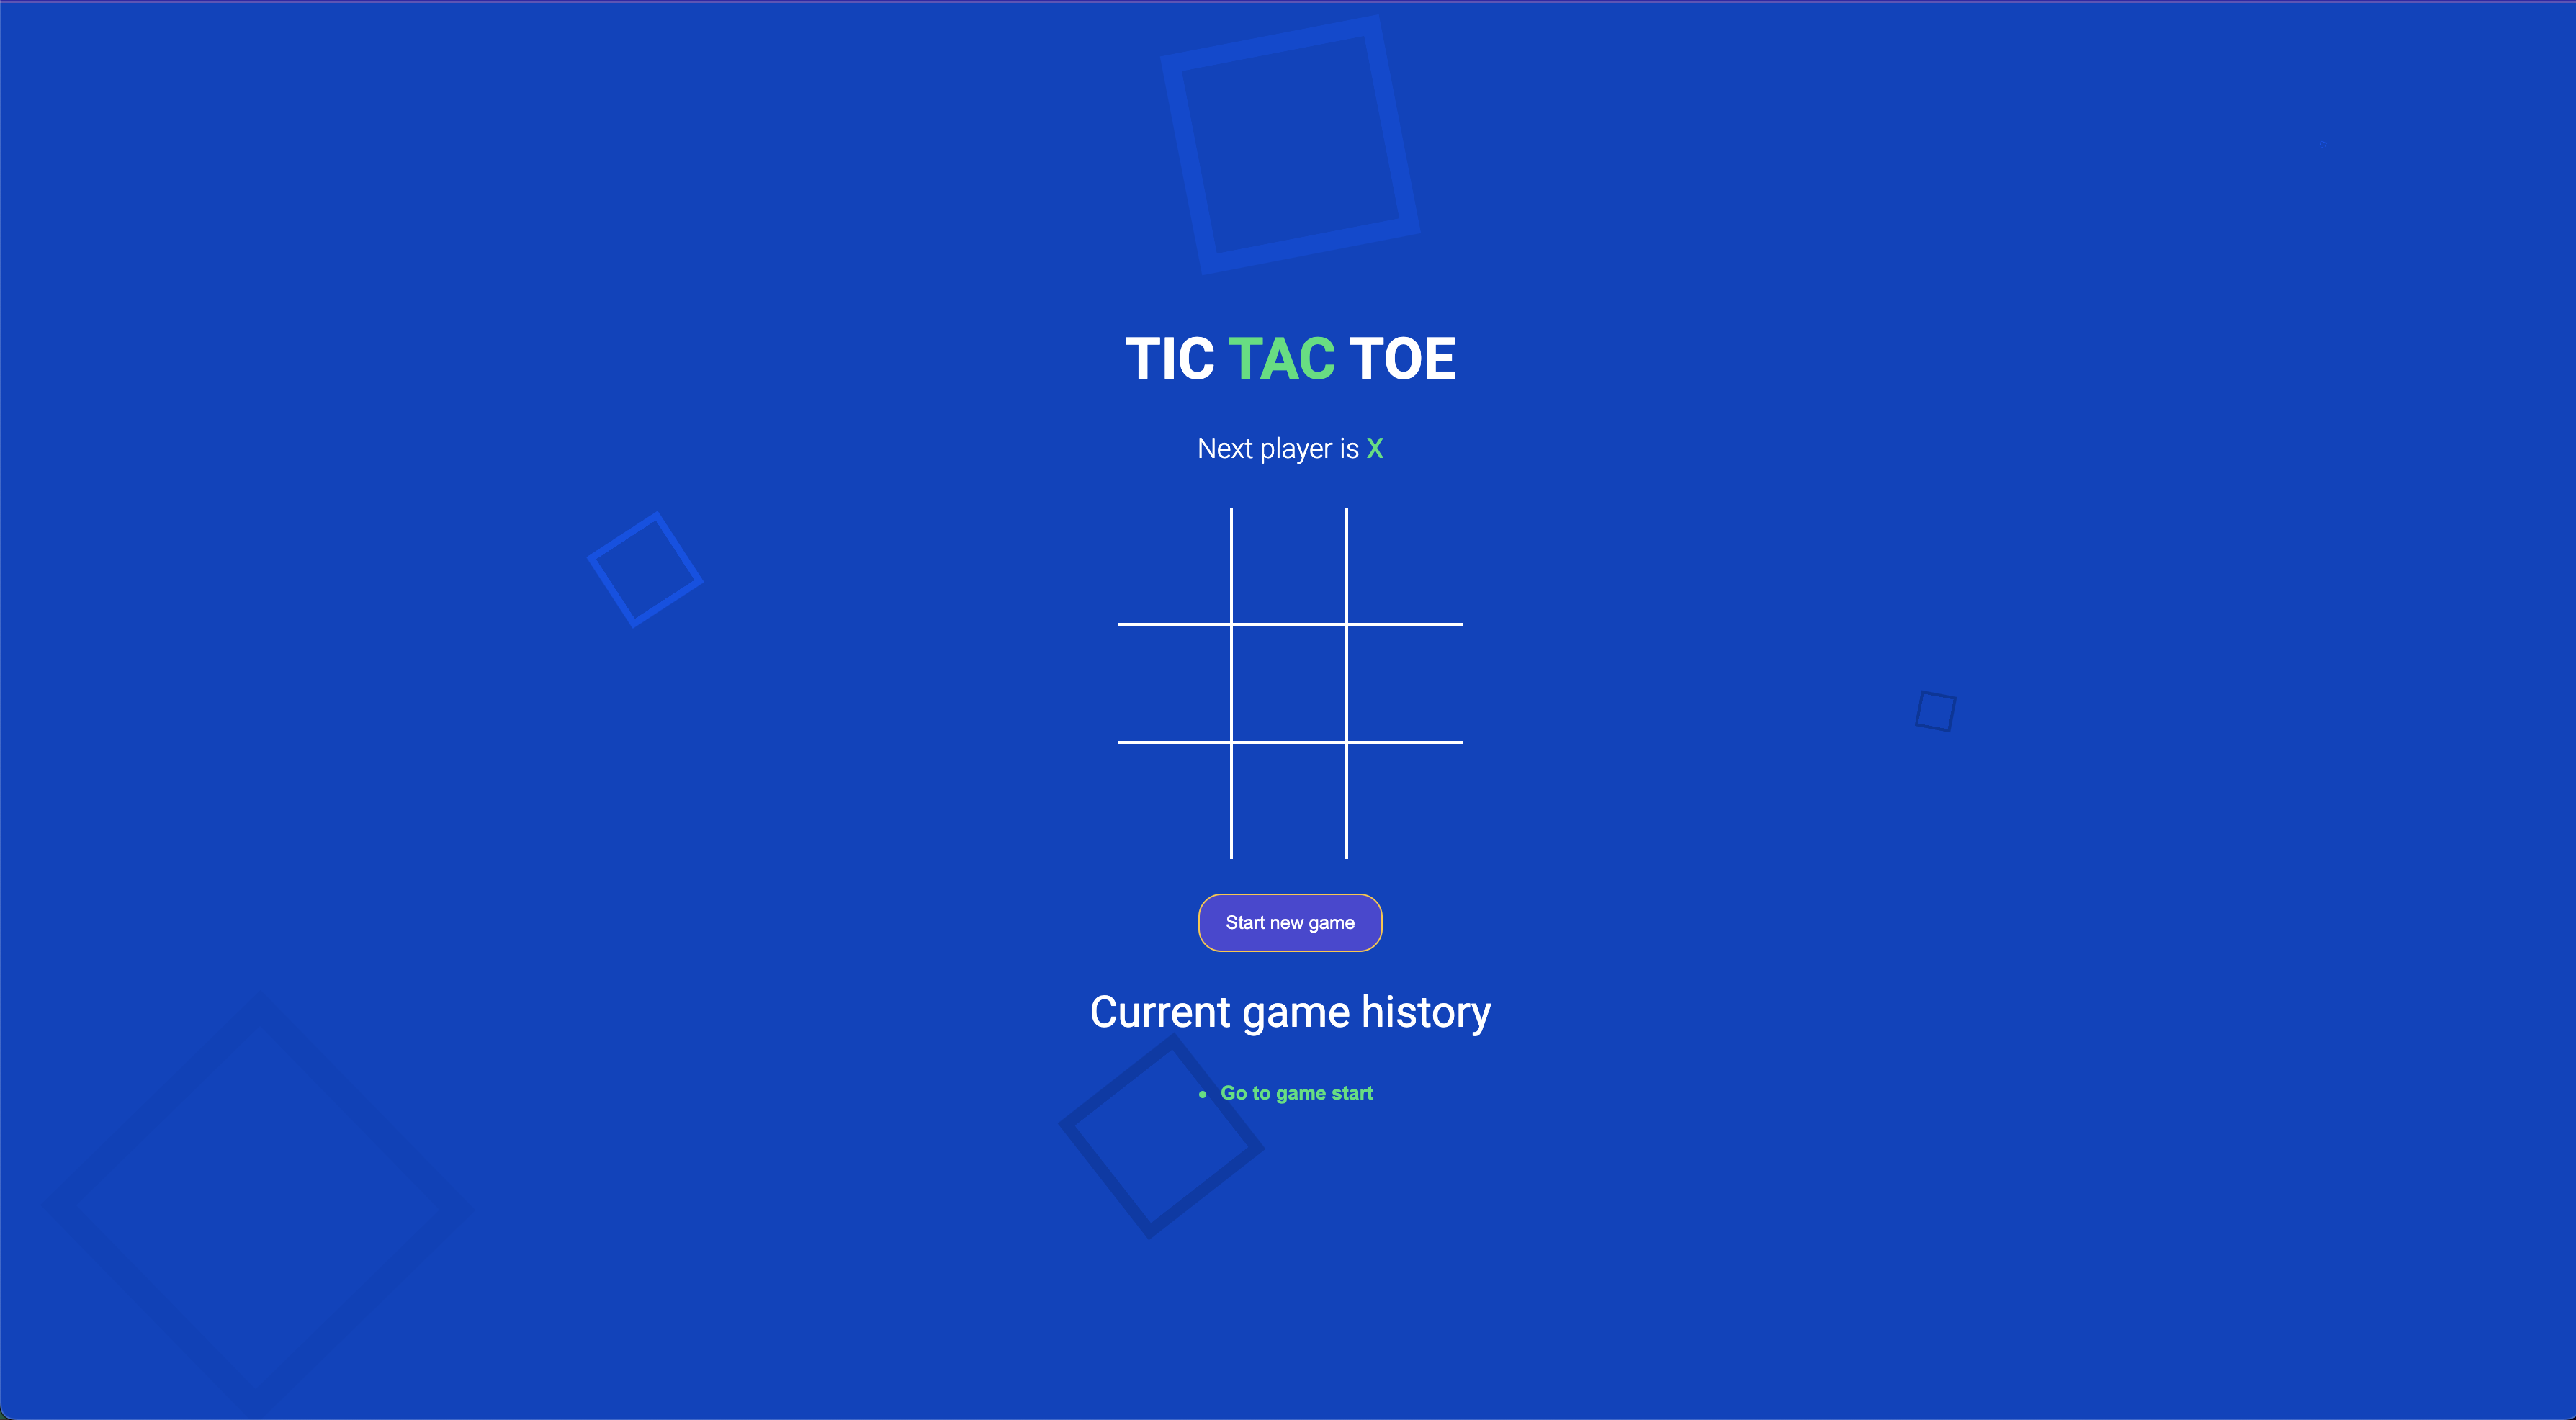 TIC TAC TOE
Next player is X
Start new game
Current game history
Go to game start